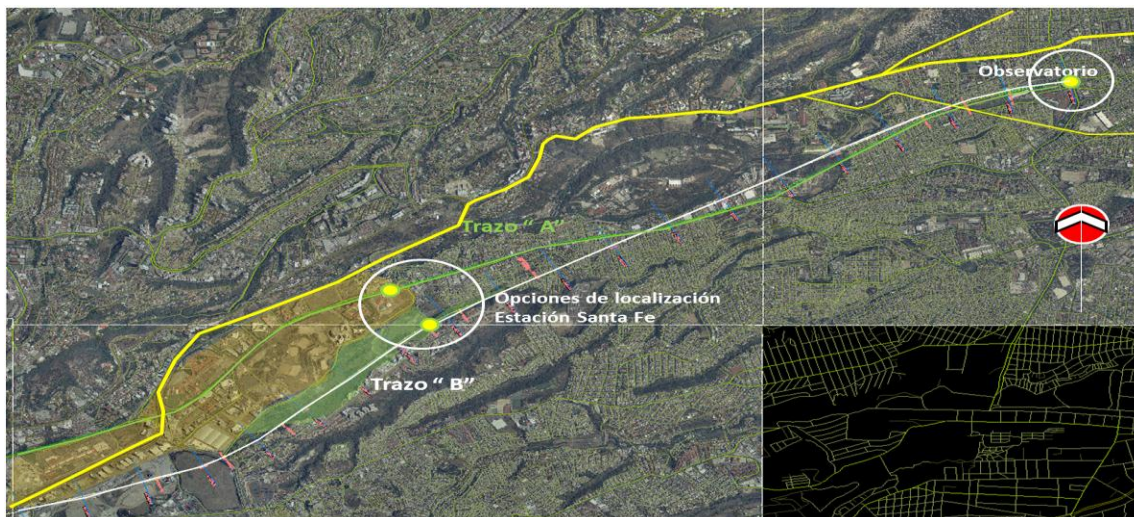 Observatorio
Trazo “ A”
Opciones de localización
Estación Santa Fe
Trazo “ B”